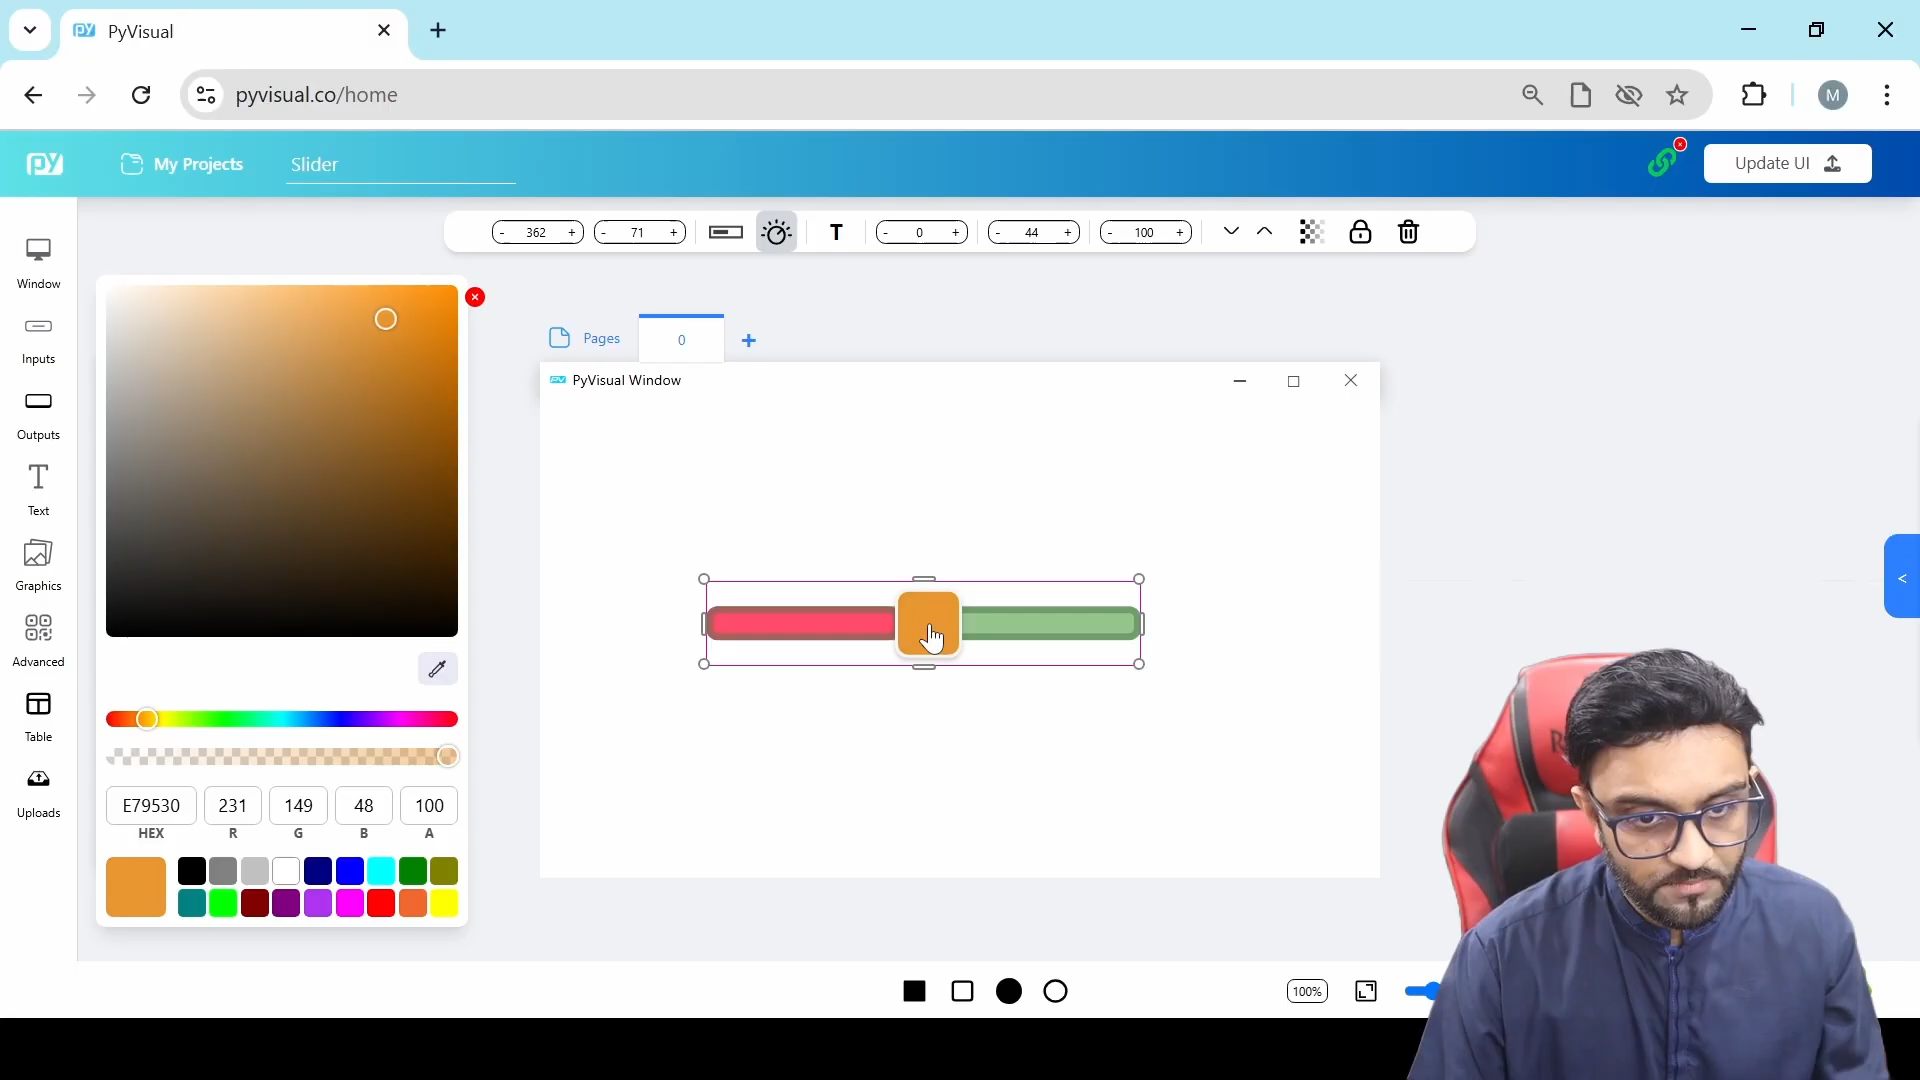 PyVisual
pyvisual.co/home
M
py
My Projects
Slider
Update UI
- 362 +
- 71 +
T
- 0 +
- 44 +
- 100 +
Window
Inputs
Outputs
Text
Graphics
Advanced
Table
Uploads
Pages
0
+
PyVisual Window
E79530
231
149
48
100
HEX
R
G
B
A
100%
<